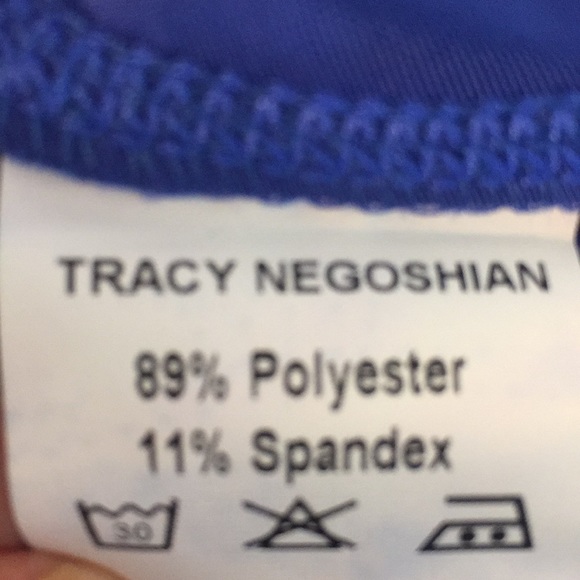 TRACY NEGOSHIAN
89% Polyester
11% Spandex
30